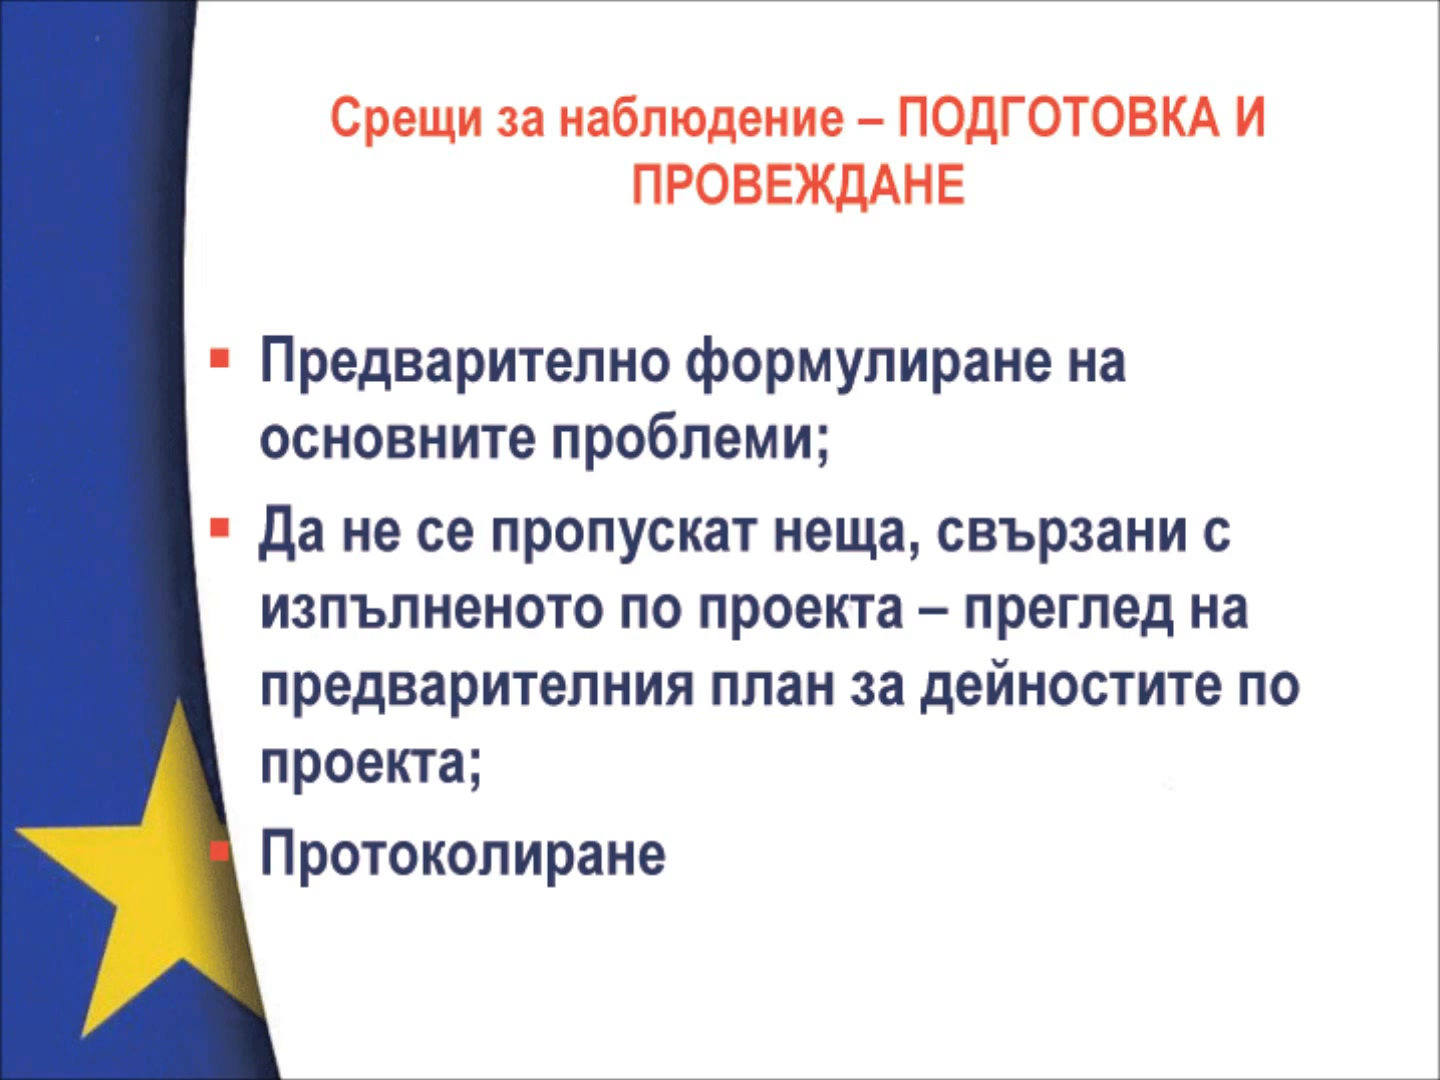 Срещи за наблюдение – ПОДГОТОВКА И
ПРОВЕЖДАНЕ
Предварително формулиране на
основните проблеми;
Да не се пропускат неща, свързани с
изпълненото по проекта – преглед на
предварителния план за дейностите по
проекта;
Протоколиране